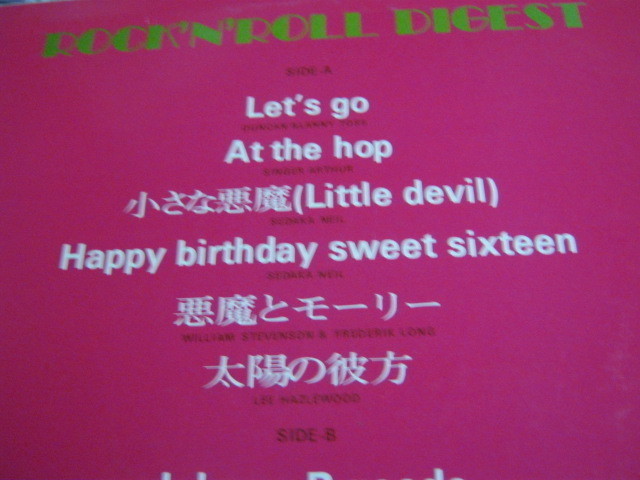 ROCK'N'ROLL DIGEST
SIDE-A
Let's go
At the hop
SINGER ARTHUR
小さな悪魔(Little devil)
SEDAKA NEIL
Happy birthday sweet sixteen
SEDAKA NEIL
悪魔とモーリー
WILLIAM STEVENSON & FREDERIK LONG
太陽の彼方
LEE HAZLEWOOD
SIDE-B